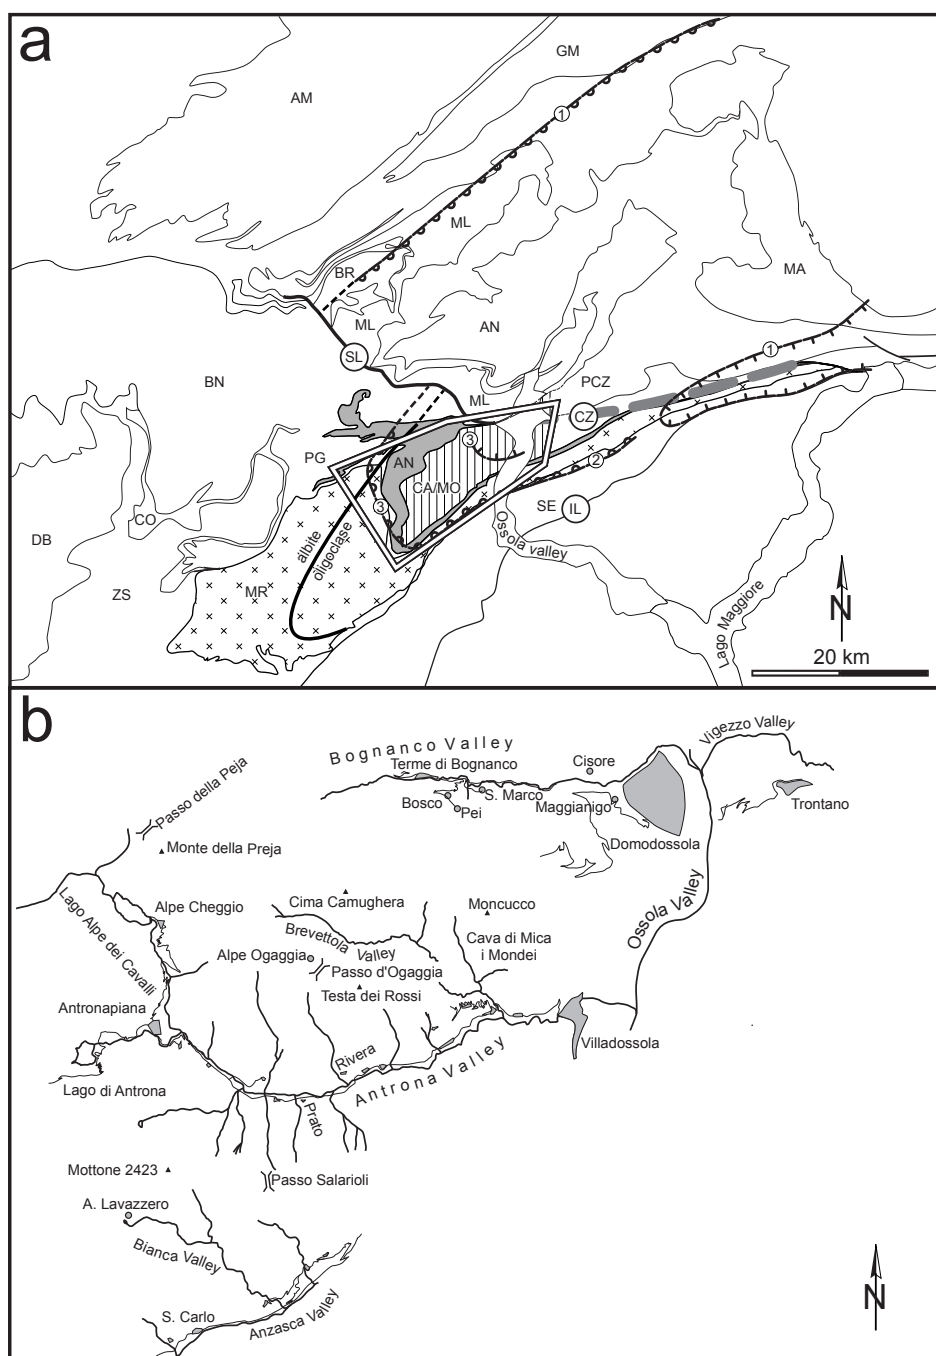 a
GM
AM
1
ML
BR
MA
ML
AN
1
SL
BN
PCZ
ML
CZ
3
PG
AN
2
CA/MO
SE
IL
3
CO
Ossola valley
DB
albite
oligoclase
ZS
MR
N
Lago Maggiore
20 km
b
Vigezzo Valley
Bognanco Valley
Passo della Peja
Terme di Bognanco
Cisore
Bosco
S. Marco
Pei
Maggianigo
Trontano
Monte della Preja
Domodossola
Ossola Valley
Lago Alpe dei Cavalli
Alpe Cheggio
Cima Camughera
Moncucco
Brevettola
Valley
Cava di Mica
i Mondei
Alpe Ogaggia
Passo d'Ogaggia
Testa dei Rossi
Antronapiana
Villadossola
Rivera
Antrona Valley
Lago di Antrona
Prato
Mottone 2423
Passo Salarioli
A. Lavazzero
Bianca Valley
S. Carlo
Anzasca Valley
N